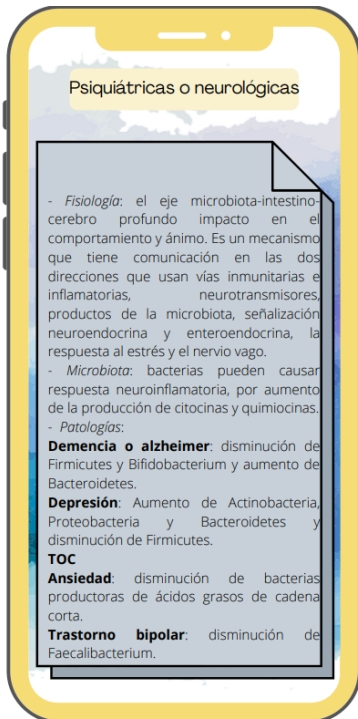 Psiquiátricas o neurológicas
- Fisiología: el eje microbiota-intestino-
cerebro profundo impacto en el
comportamiento y ánimo. Es un mecanismo
que tiene comunicación en las dos
direcciones que usan vías inmunitarias e
inflamatorias, neurotransmisores,
productos de la microbiota, señalización
neuroendocrina y enteroendocrina, la
respuesta al estrés y el nervio vago.
- Microbiota: bacterias pueden causar
respuesta neuroinflamatoria, por aumento
de la producción de citocinas y quimiocinas.
- Patologías:
Demencia o alzheimer: disminución de
Firmicutes y Bifidobacterium y aumento de
Bacteroidetes.
Depresión: Aumento de Actinobacteria,
Proteobacteria y Bacteroidetes y
disminución de Firmicutes.
TOC
Ansiedad: disminución de bacterias
productoras de ácidos grasos de cadena
corta.
Trastorno bipolar: disminución de
Faecalibacterium.